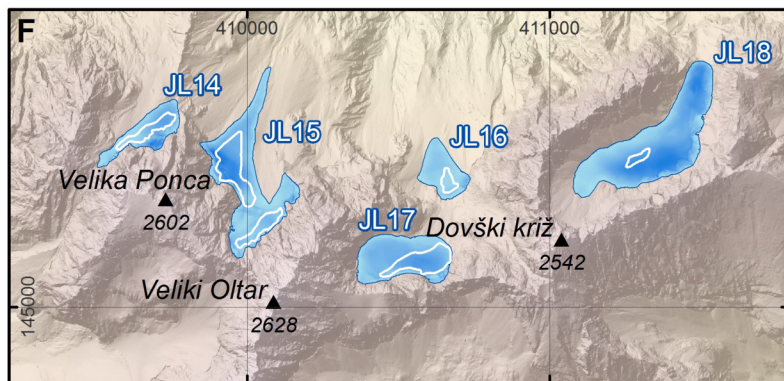 F
410000
411000
JL18
JL14
JL15
JL16
Velika Ponca
2602
JL17
Dovški križ
2542
Veliki Oltar
2628
145000